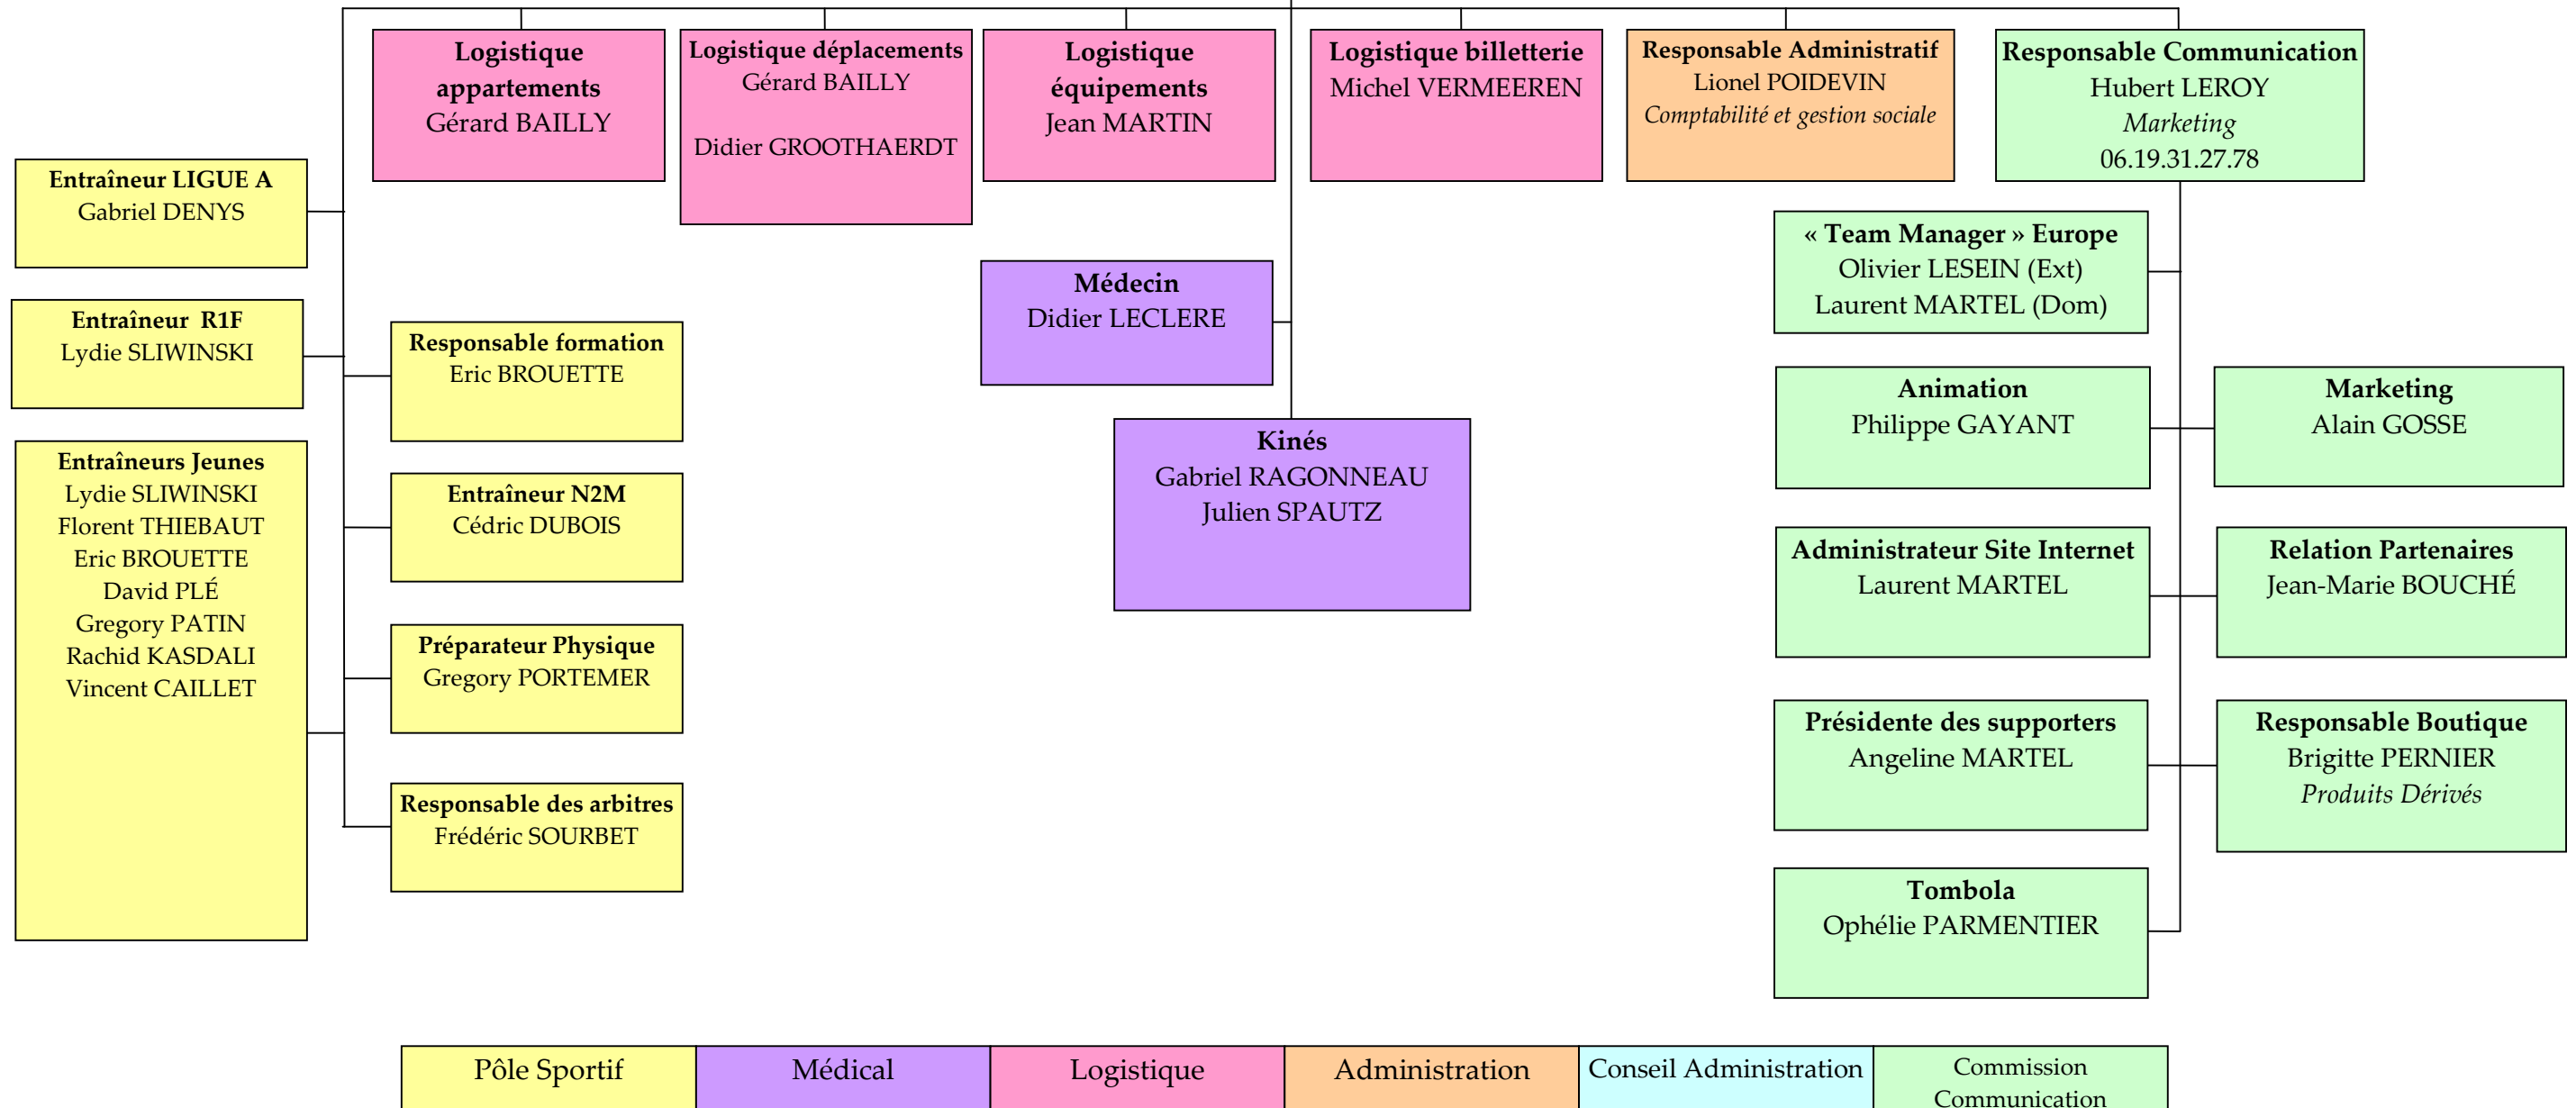 Logistique
appartements
Gérard BAILLY
Logistique déplacements
Gérard BAILLY
Didier GROOTHAERDT
Logistique
équipements
Jean MARTIN
Logistique billetterie
Michel VERMEEREN
Responsable Administratif
Lionel POIDEVIN
Comptabilité et gestion sociale
Responsable Communication
Hubert LEROY
Marketing
06.19.31.27.78
Entraîneur LIGUE A
Gabriel DENYS
Entraîneur R1F
Lydie SLIWINSKI
Entraîneurs Jeunes
Lydie SLIWINSKI
Florent THIEBAUT
Eric BROUETTE
David PLÉ
Gregory PATIN
Rachid KASDALI
Vincent CAILLET
Responsable formation
Eric BROUETTE
Entraîneur N2M
Cédric DUBOIS
Préparateur Physique
Gregory PORTEMER
Responsable des arbitres
Frédéric SOURBET
Médecin
Didier LECLERE
Kinés
Gabriel RAGONNEAU
Julien SPAUTZ
« Team Manager » Europe
Olivier LESEIN (Ext)
Laurent MARTEL (Dom)
Animation
Philippe GAYANT
Marketing
Alain GOSSE
Administrateur Site Internet
Laurent MARTEL
Relation Partenaires
Jean-Marie BOUCHÉ
Présidente des supporters
Angeline MARTEL
Responsable Boutique
Brigitte PERNIER
Produits Dérivés
Tombola
Ophélie PARMENTIER
Pôle Sportif
Médical
Logistique
Administration
Conseil Administration
Commission
Communication